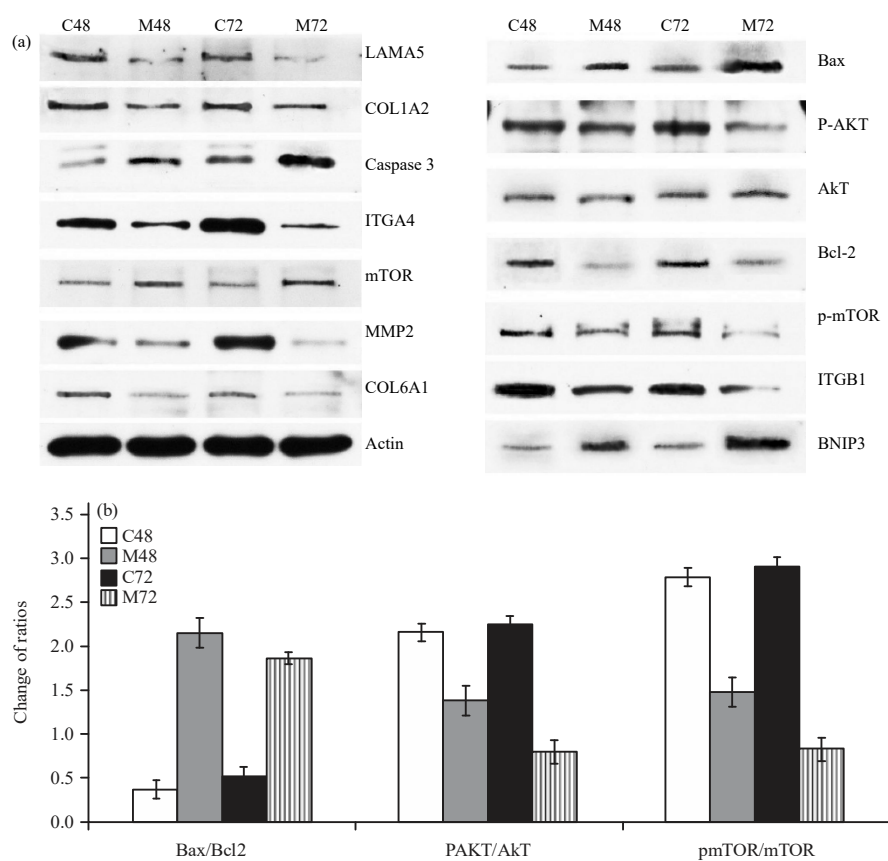 (a)
C48 M48 C72 M72
LAMA5
COL1A2
Caspase 3
ITGA4
mTOR
MMP2
COL6A1
Actin
C48 M48 C72 M72
Bax
P-AKT
AkT
Bcl-2
p-mTOR
ITGB1
BNIP3
(b)
C48
M48
C72
M72
Change of ratios
3.5
3.0
2.5
2.0
1.5
1.0
0.5
0.0
Bax/Bcl2 PAKT/AkT pmTOR/mTOR